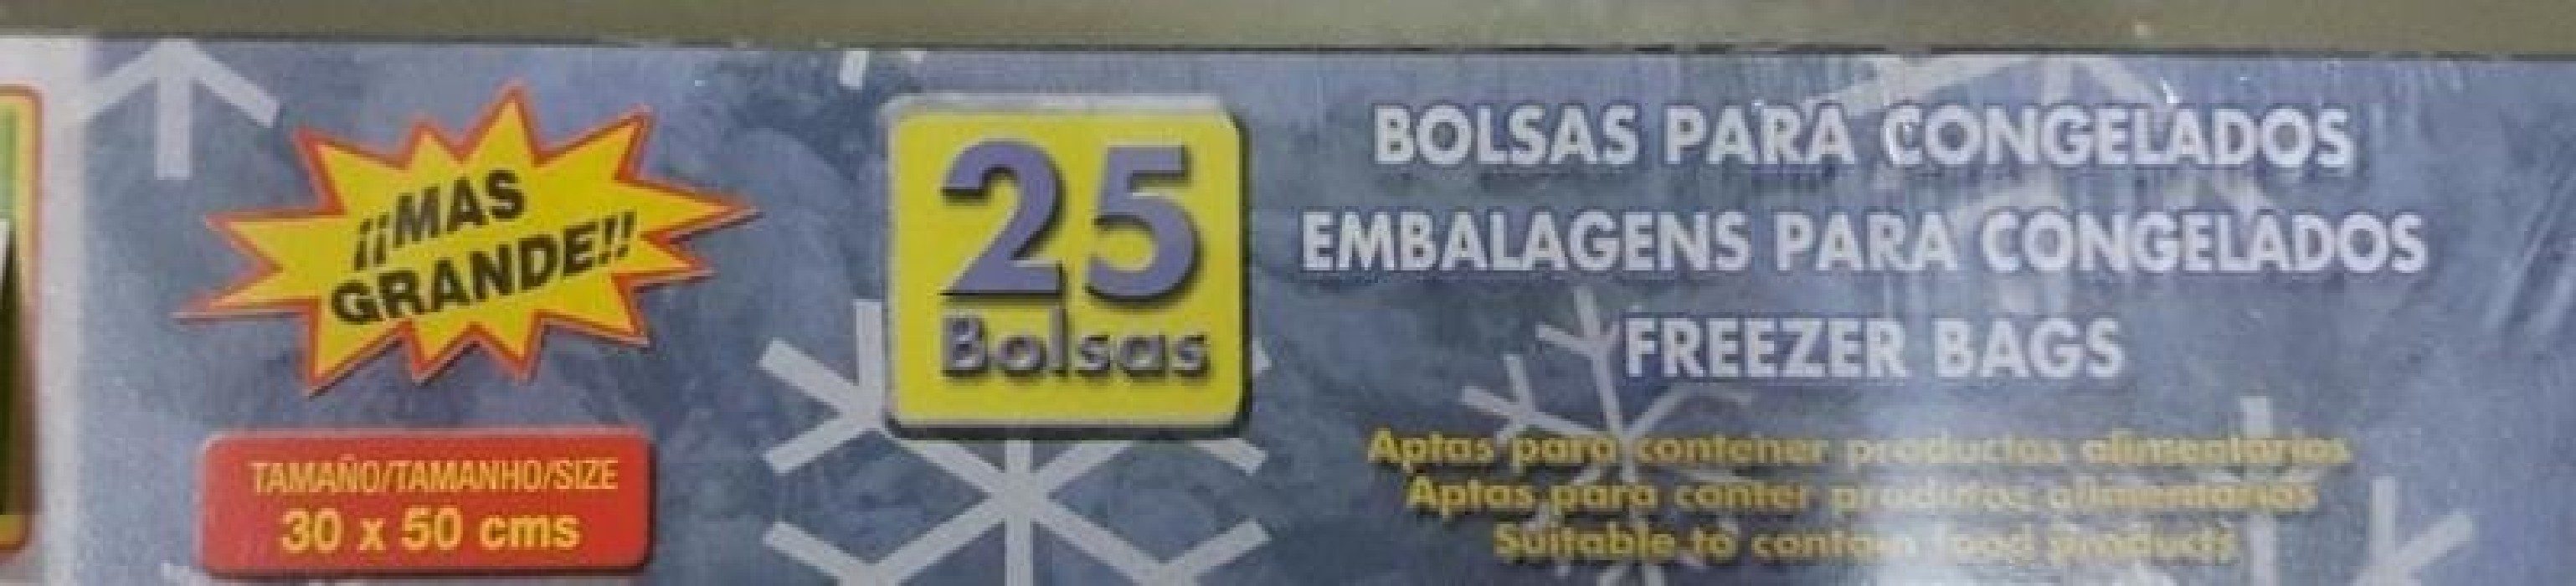 ¡¡MAS
GRANDE!!
TAMAÑO/TAMANHO/SIZE
30 x 50 cms
25
Bolsas
BOLSAS PARA CONGELADOS
EMBALAGENS PARA CONGELADOS
FREEZER BAGS
Aptas para contener productos alimentarios
Aptas para conter produtos alimentarios
Suitable to contain food products